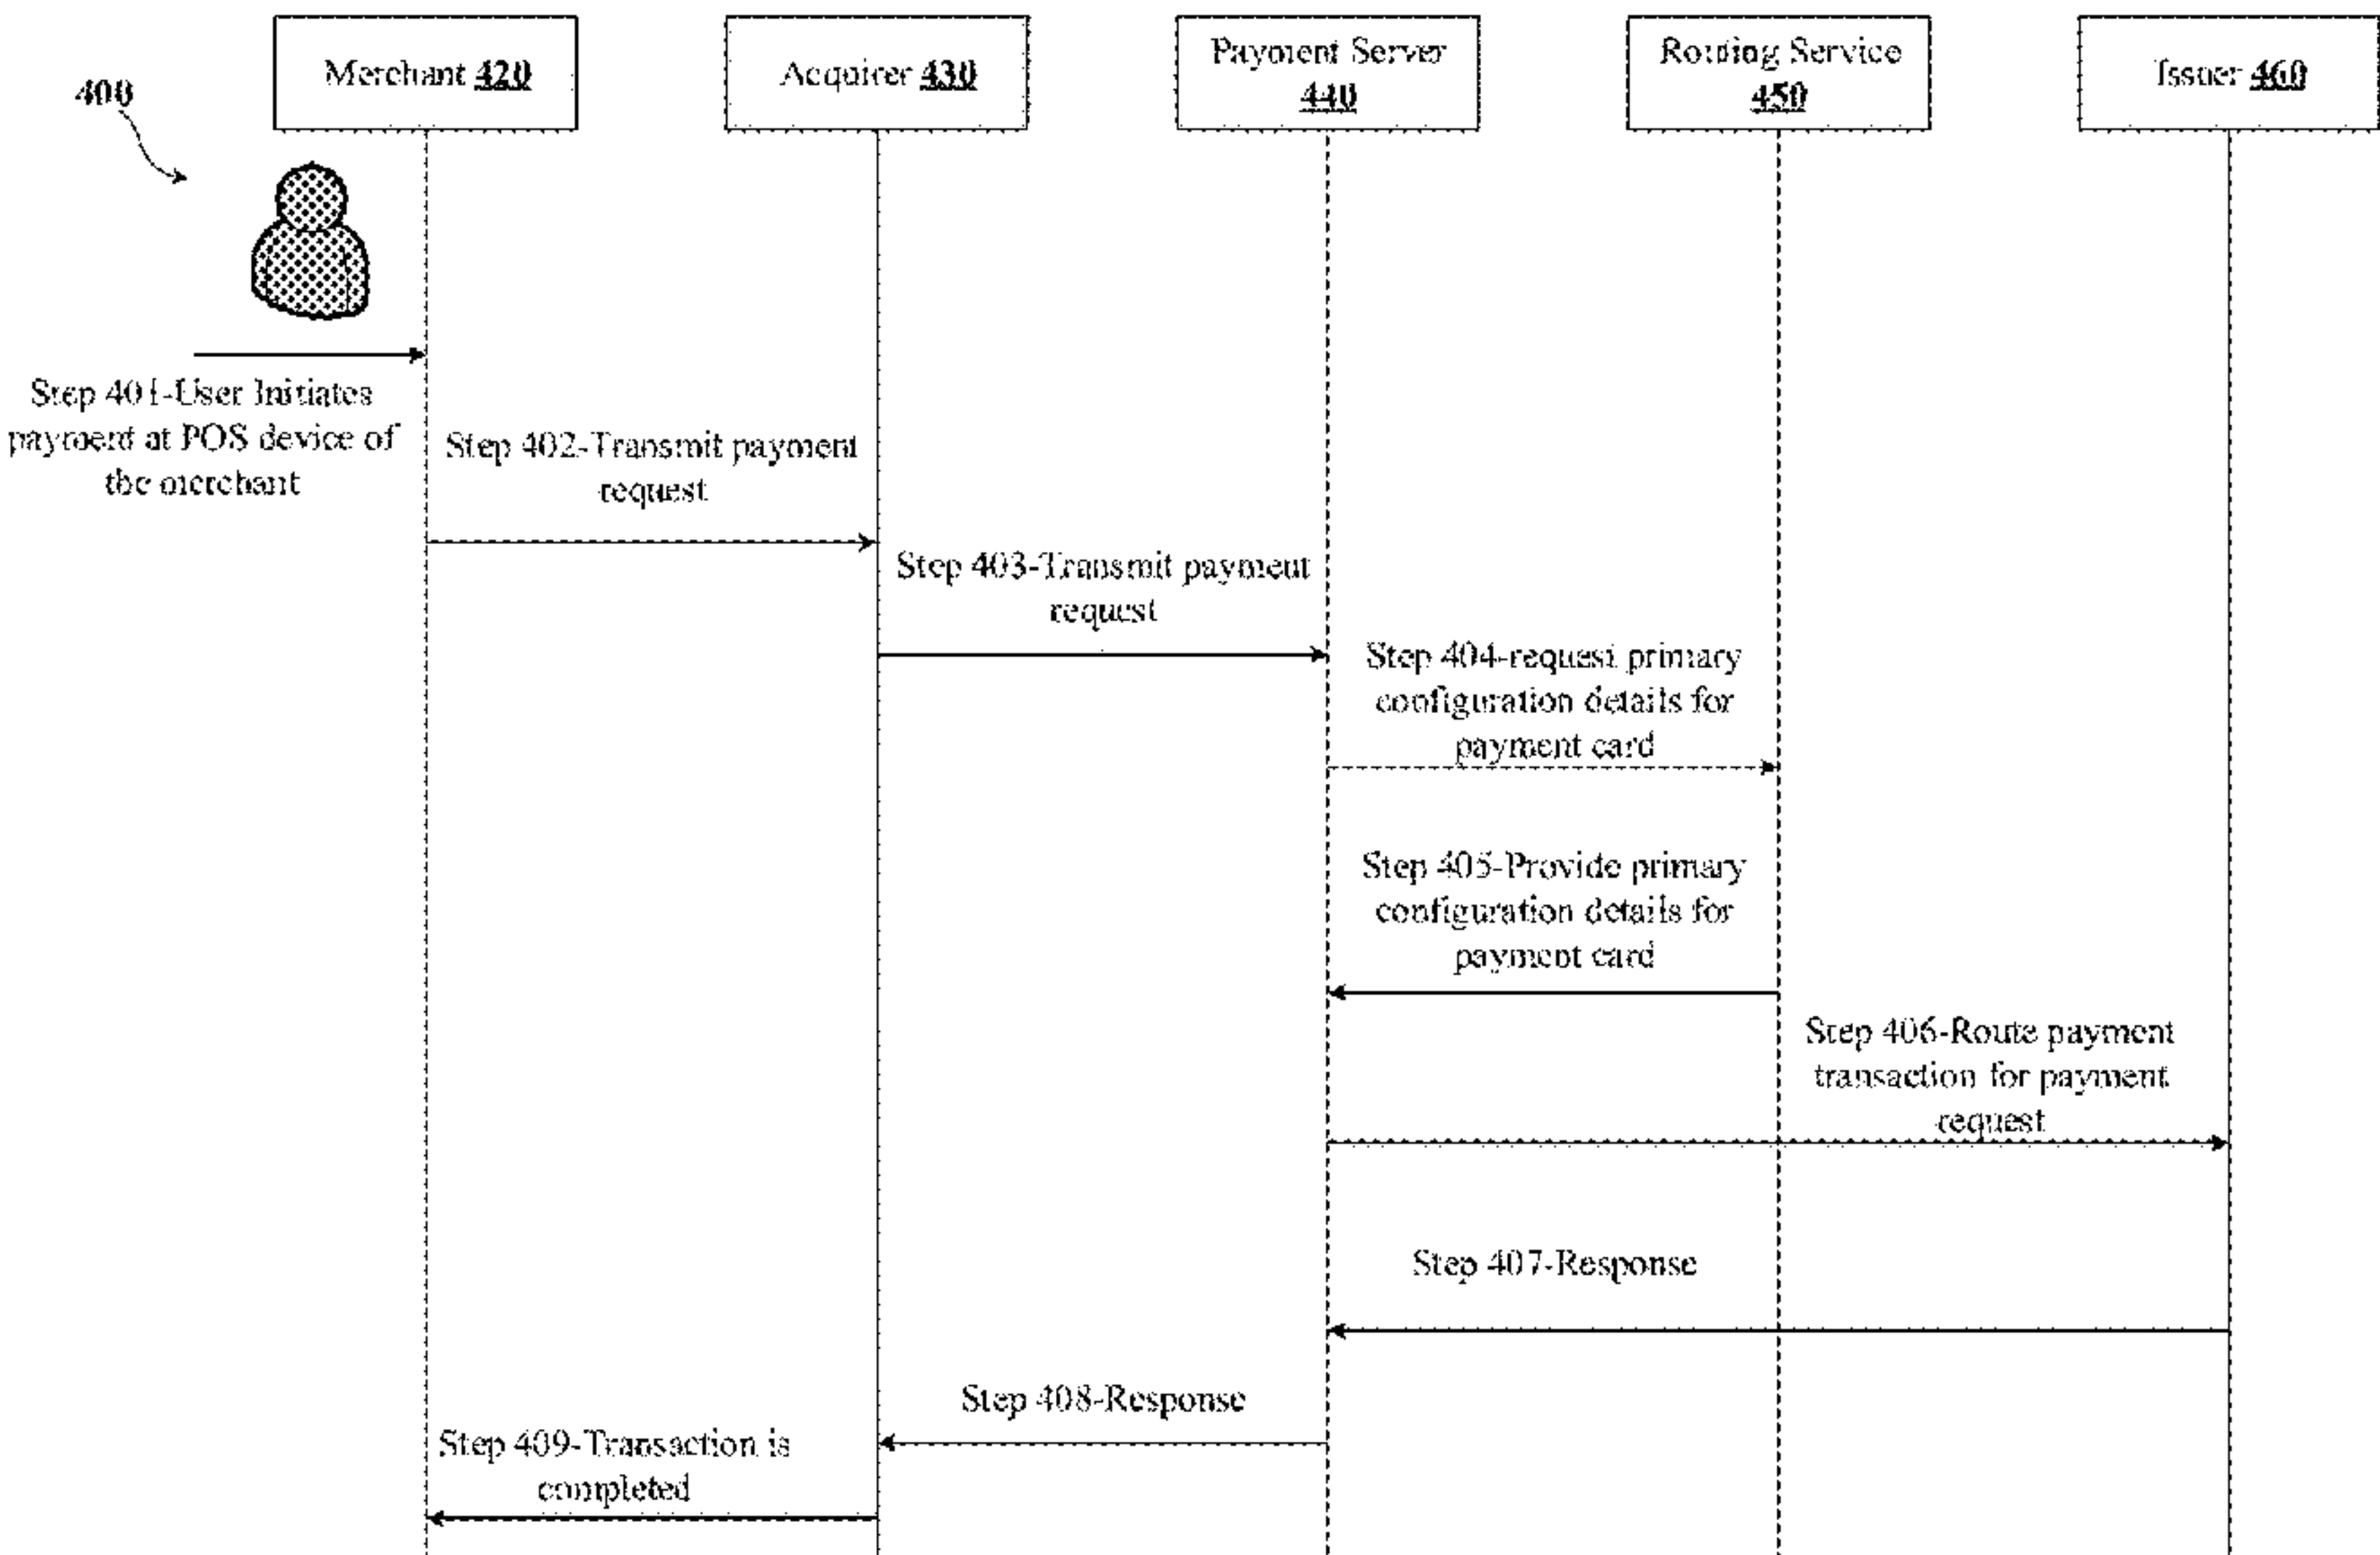 Merchant 420
Acquirer 430
Payment Server
440
Routing Service
450
Issuer 460
400
Step 401-User Initiates
payment at POS device of
the merchant
Step 402-Transmit payment
request
Step 403-Transmit payment
request
Step 404-request primary
configuration details for
payment card
Step 405-Provide primary
configuration details for
payment card
Step 406-Route payment
transaction for payment
request
Step 407-Response
Step 408-Response
Step 409-Transaction is
completed